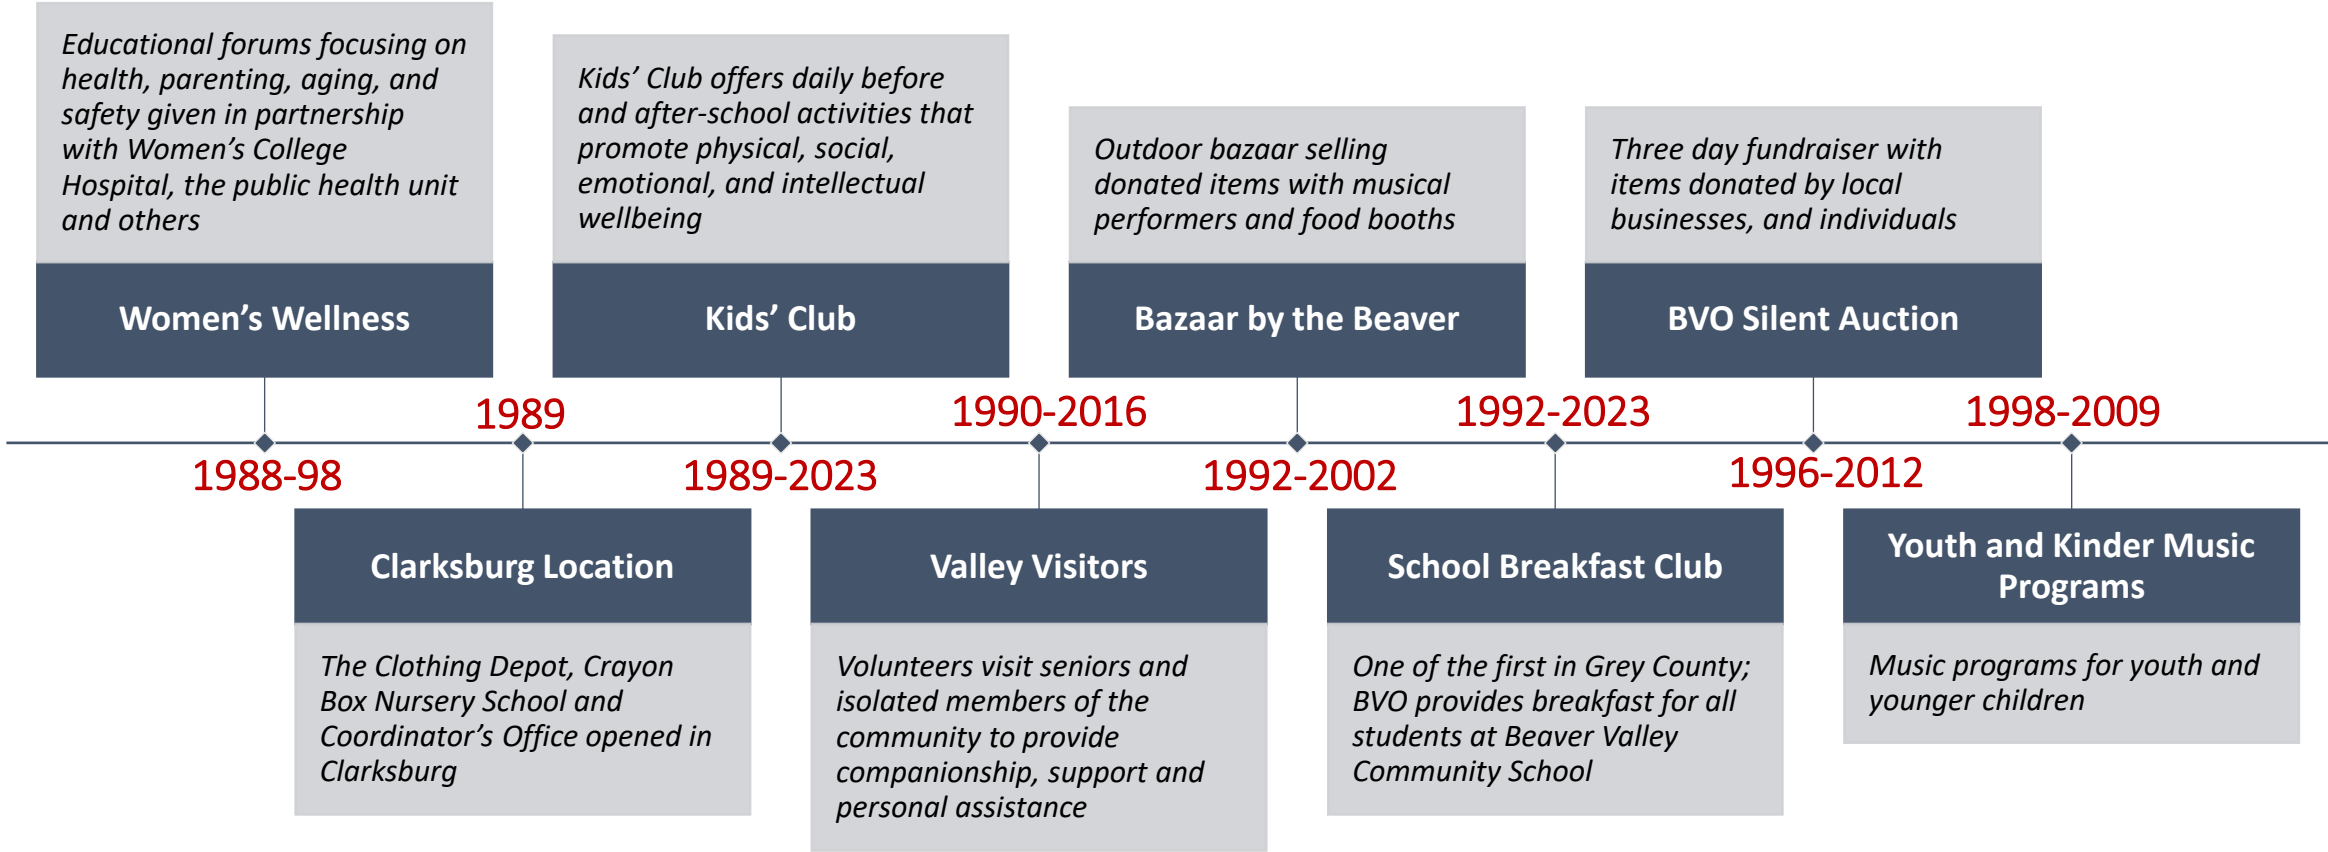 Educational forums focusing on
health, parenting, aging, and
safety given in partnership
with Women's College
Hospital, the public health unit
and others
Women's Wellness
1988-98
1989
Clarksburg Location
The Clothing Depot, Crayon
Box Nursery School and
Coordinator's Office opened in
Clarksburg
Kids' Club offers daily before
and after-school activities that
promote physical, social,
emotional, and intellectual
wellbeing
Kids' Club
1989-2023
1990-2016
Valley Visitors
Volunteers visit seniors and
isolated members of the
community to provide
companionship, support and
personal assistance
Outdoor bazaar selling
donated items with musical
performers and food booths
Bazaar by the Beaver
1992-2002
1992-2023
School Breakfast Club
One of the first in Grey County;
BVO provides breakfast for all
students at Beaver Valley
Community School
Three day fundraiser with
items donated by local
businesses, and individuals
BVO Silent Auction
1996-2012
1998-2009
Youth and Kinder Music
Programs
Music programs for youth and
younger children